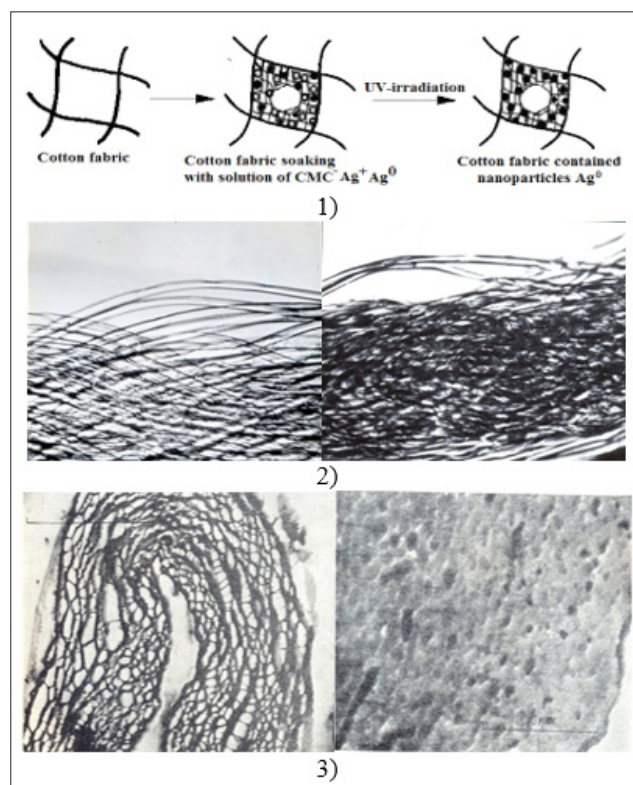 UV-irradiation
Cotton fabric
Cotton fabric soaking
with solution of CMC⁻Ag⁺Ag⁰
Cotton fabric contained
nanoparticles Ag⁰
1)
2)
3)